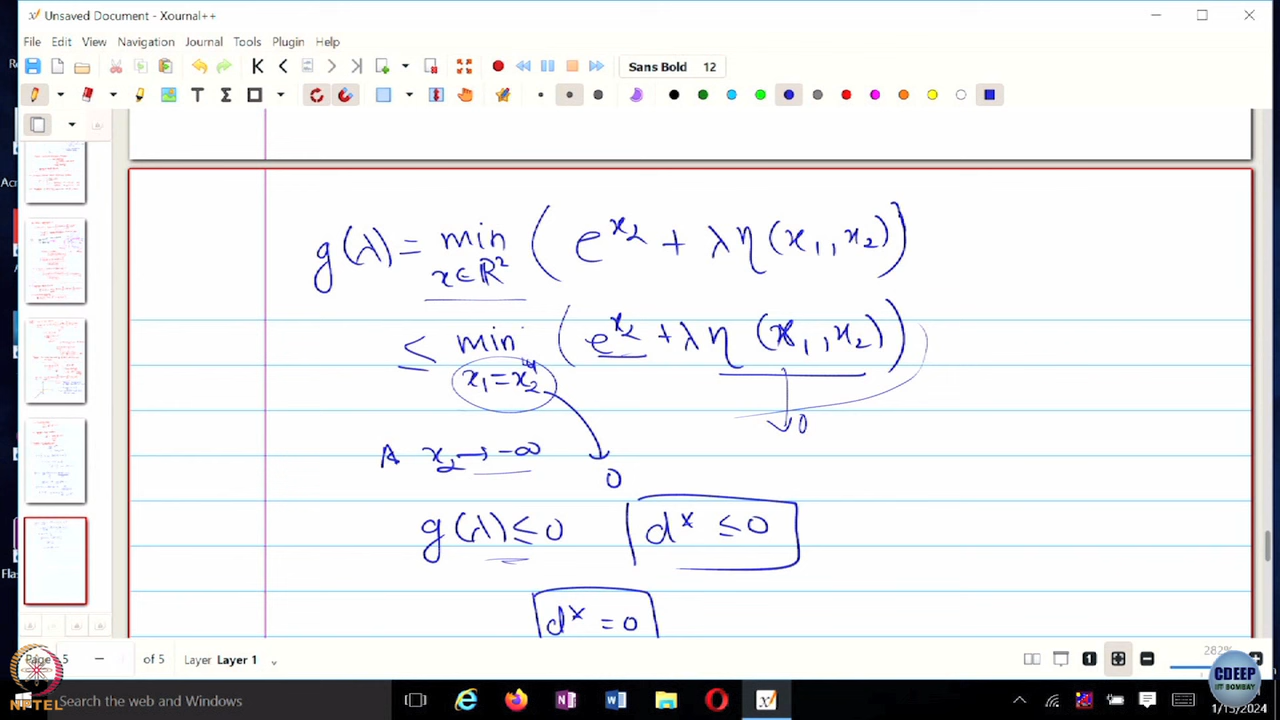 Unsaved Document - Xournal++
File Edit View Navigation Journal Tools Plugin Help
Sans Bold 12
g(λ) = min x∈ℝ² ( e^{x₂} + λη(x₁, x₂) )
≤ min x₁=x₂⁴ ( e^{x₂} + λη(x₁, x₂) )
→ 0
A x₂ → -∞
0
g(λ) ≤ 0 d* ≤ 0
d* = 0
Page 5 of 5 Layer Layer 1 282%
NPTEL
Search the web and Windows
CDEEP
IIT BOMBAY
1/15/2024